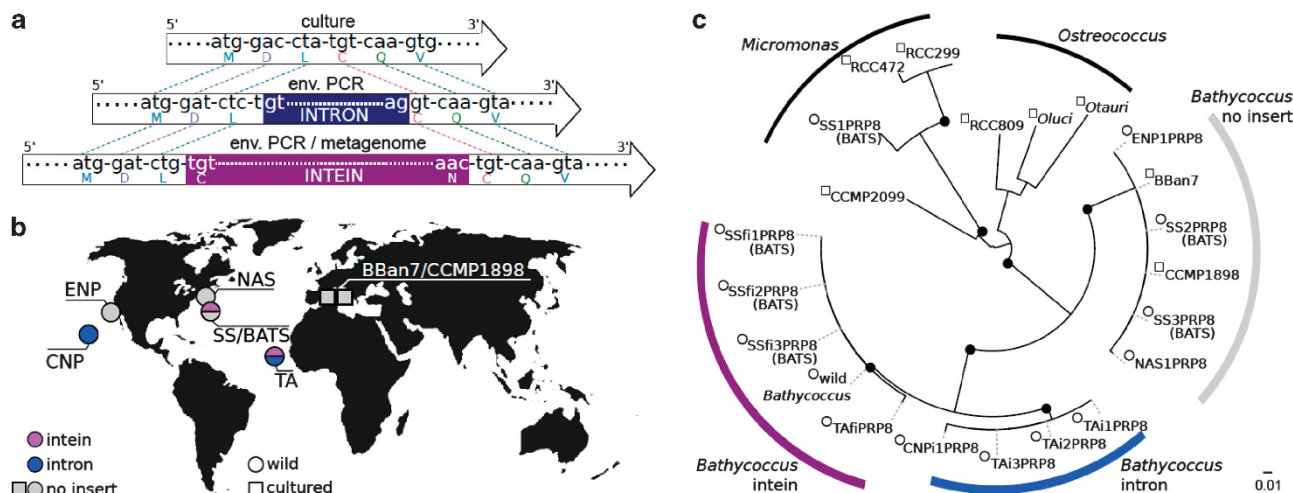 a
culture
5' 3'
·····atg-gac-cta-tgt-caa-gtg·····
M D L C Q V
env. PCR
5' 3'
·····atg-gat-ctc-tgt·············aggt-caa-gta·····
INTRON
M D L C Q V
env. PCR / metagenome
5' 3'
·····atg-gat-ctg-tgt·····················aac-tgt-caa-gta·····
INTEIN
M D L C N C Q V
b
BBan7/CCMP1898
NAS
ENP
SS/BATS
CNP
TA
intein
intron
no insert
wild
cultured
c
Micromonas
Ostreococcus
Bathycoccus
no insert
RCC299
RCC472
SS1PRP8
(BATS)
RCC809
Oluci
Otauri
CCMP2099
ENP1PRP8
BBan7
SS2PRP8
(BATS)
CCMP1898
SS3PRP8
(BATS)
NAS1PRP8
SSfi1PRP8
(BATS)
SSfi2PRP8
(BATS)
SSfi3PRP8
(BATS)
wild
Bathycoccus
TAfiPRP8
CNPi1PRP8
TAi3PRP8
TAi2PRP8
TAi1PRP8
Bathycoccus
intein
Bathycoccus
intron
0.01